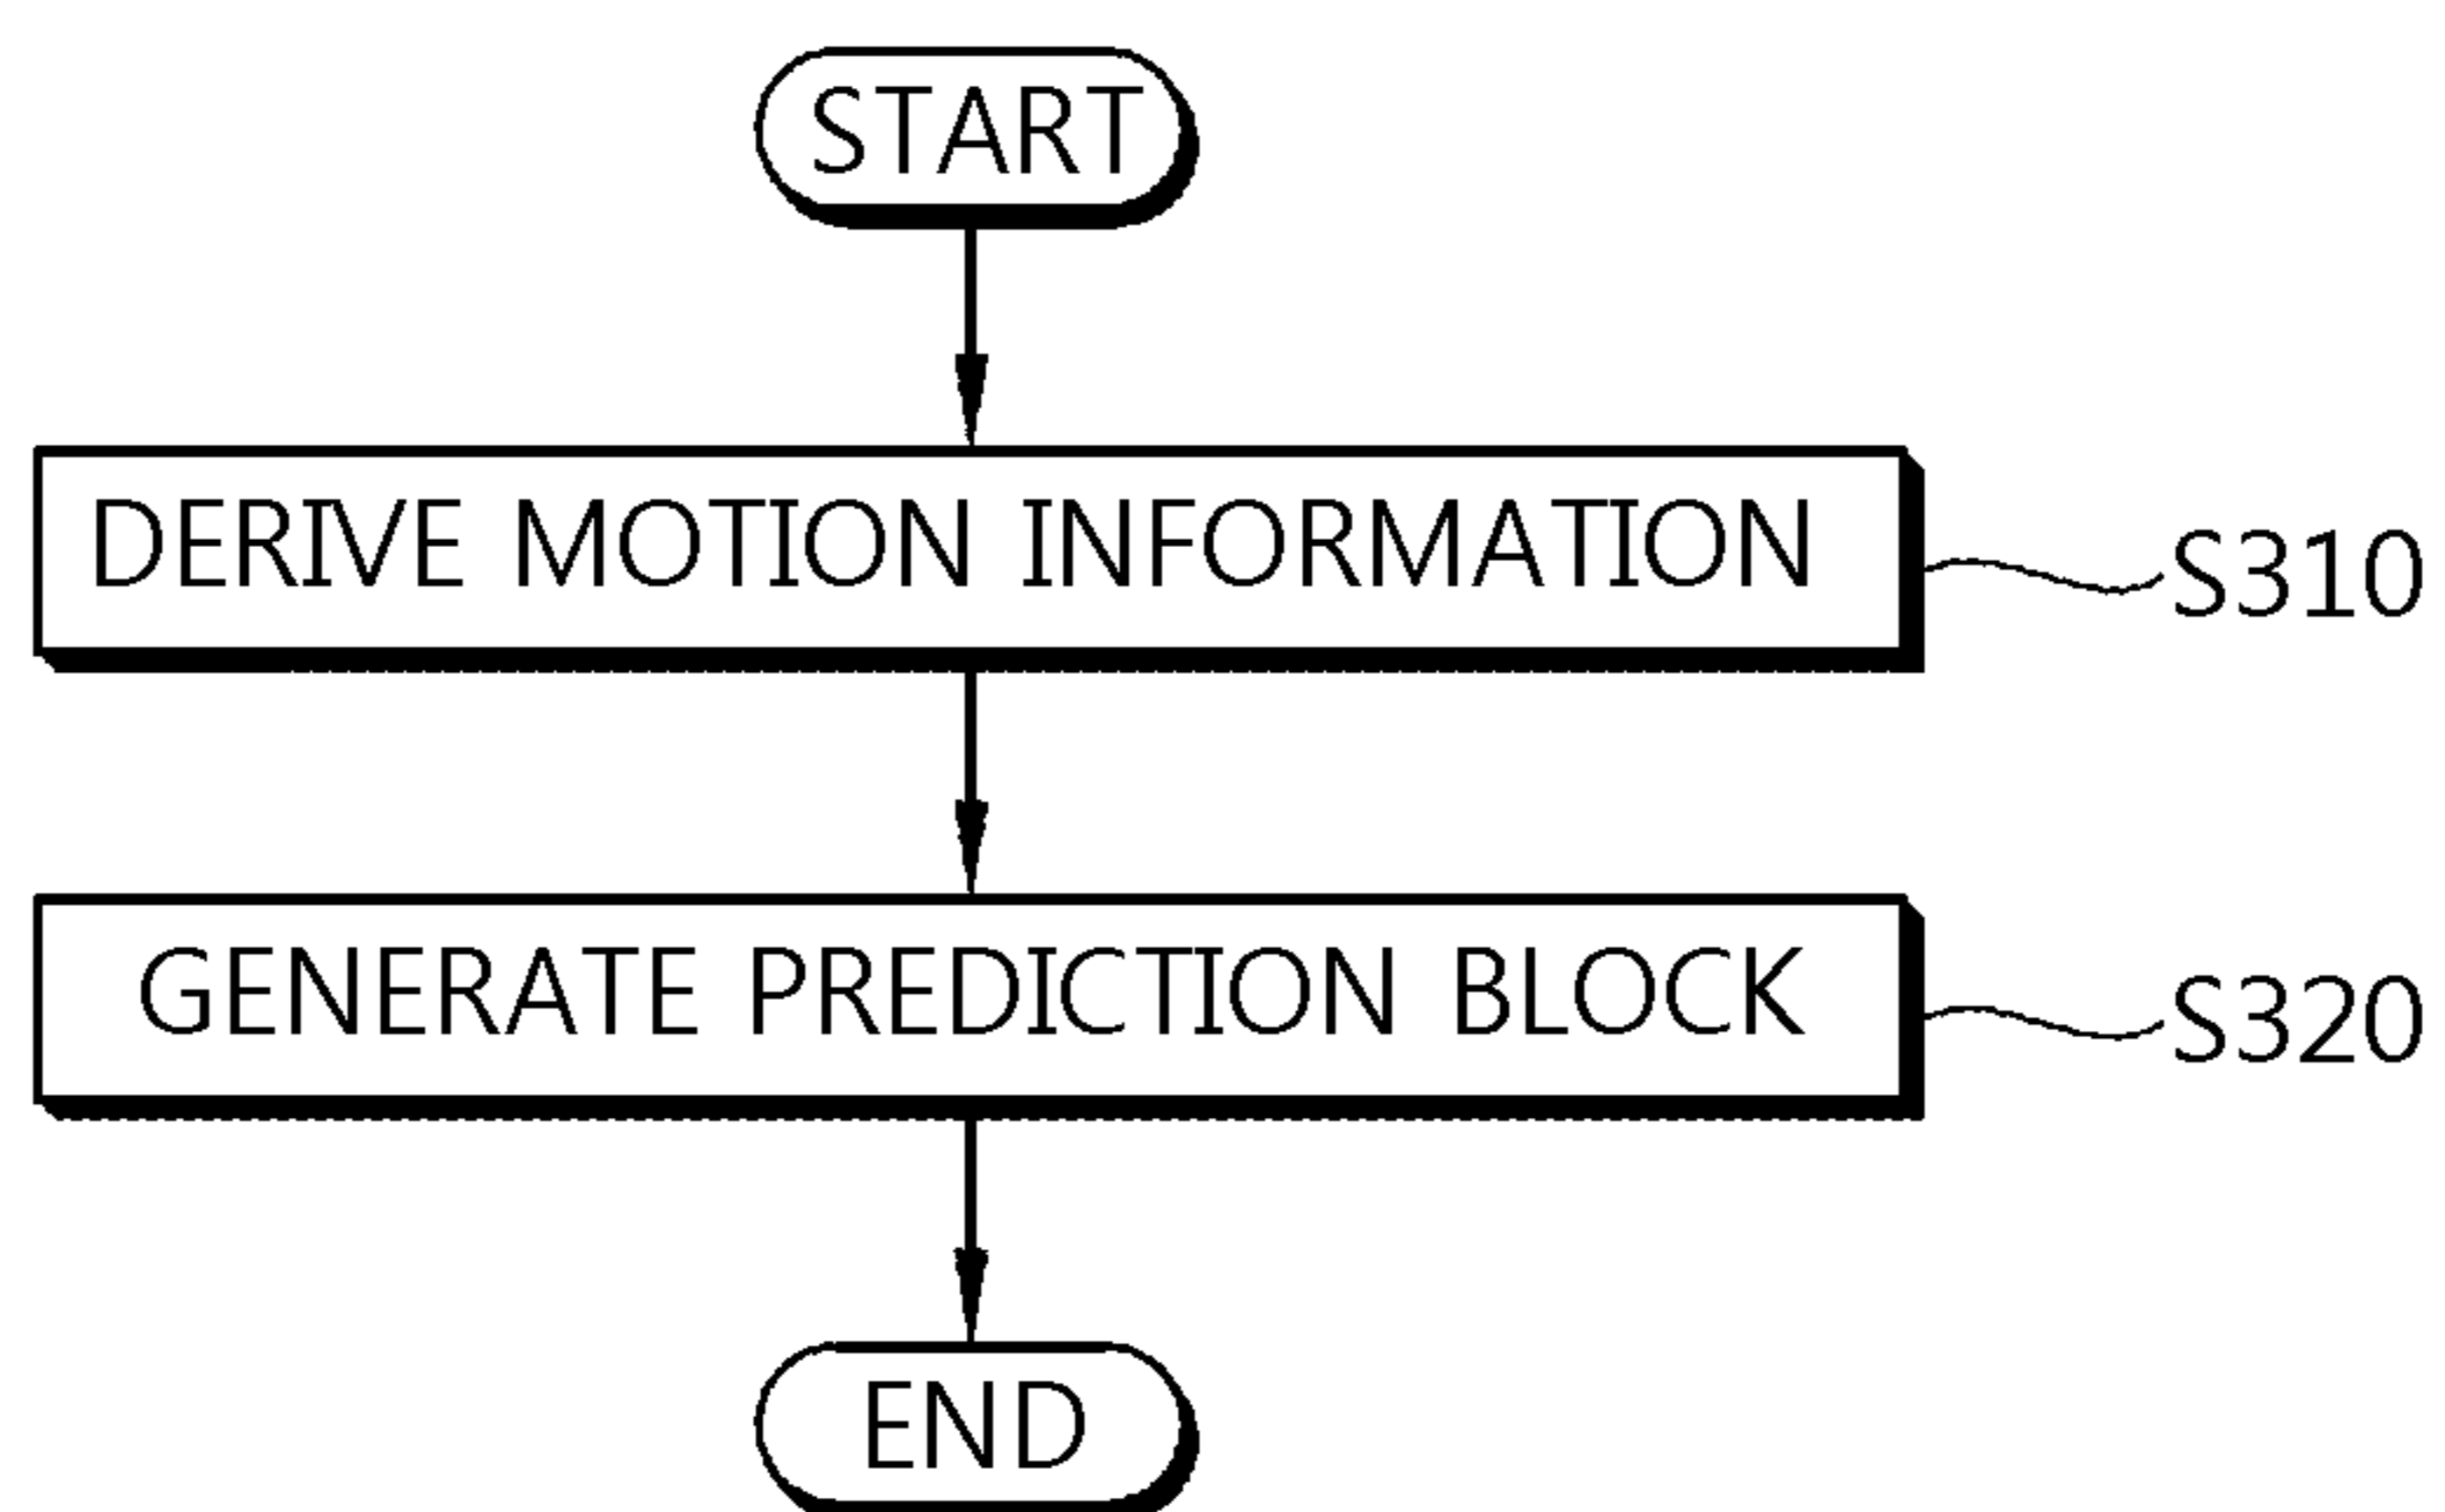 START
DERIVE MOTION INFORMATION
S310
GENERATE PREDICTION BLOCK
S320
END